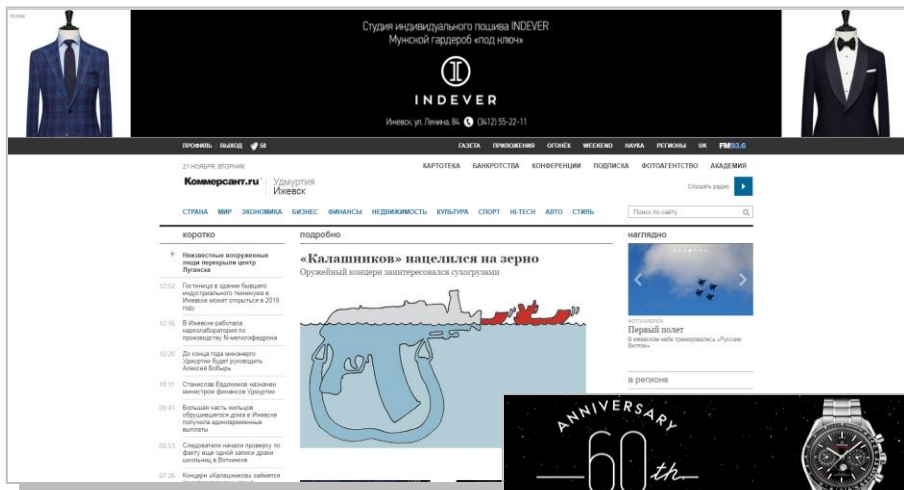 Студия индивидуального пошива INDEVER
Мужской гардероб «под ключ»
INDEVER
Ижевск, ул. Ленина, 84 (3412) 55-22-11
ПРОФИЛЬ ВЫХОД 58
ГАЗЕТА ПРИЛОЖЕНИЯ ОГОНЁК WEEKEND НАУКА РЕГИОНЫ UK FM93.6
21 НОЯБРЯ, ВТОРНИК
КАРТОТЕКА БАНКРОТСТВА КОНФЕРЕНЦИИ ПОДПИСКА ФОТОАГЕНТСТВО АКАДЕМИЯ
Коммерсантъ.ru Удмуртия
Ижевск
Слушать радио
СТРАНА МИР ЭКОНОМИКА БИЗНЕС ФИНАНСЫ НЕДВИЖИМОСТЬ КУЛЬТУРА СПОРТ HI-TECH АВТО СТИЛЬ
Поиск по сайту
коротко
Неизвестные вооруженные
люди перекрыли центр
Луганска
12:52 Гостиница в здании бывшего
индустриального техникума в
Ижевске может открыться в 2019
году
12:16 В Ижевске работала
нарколаборатория по
производству N-метилэфедрона
10:26 До конца года минэнерго
Удмуртии будет руководить
Алексей Бобырь
10:11 Станислав Евдокимов назначен
министром финансов Удмуртии
09:41 Большая часть жильцов
обрушившегося дома в Ижевске
получила единовременные
выплаты
08:53 Следователи начали проверку по
факту еще одной записи драки
школьниц в Воткинске
07:26 Концерн «Калашников» займется
подробно
«Калашников» нацелился на зерно
Оружейный концерн заинтересовался сухогрузами
наглядно
ФОТОГАЛЕРЕЯ
Первый полет
В ижевском небе тренировались «Русские
Витязи»
в регионе
ANNIVERSARY
60th